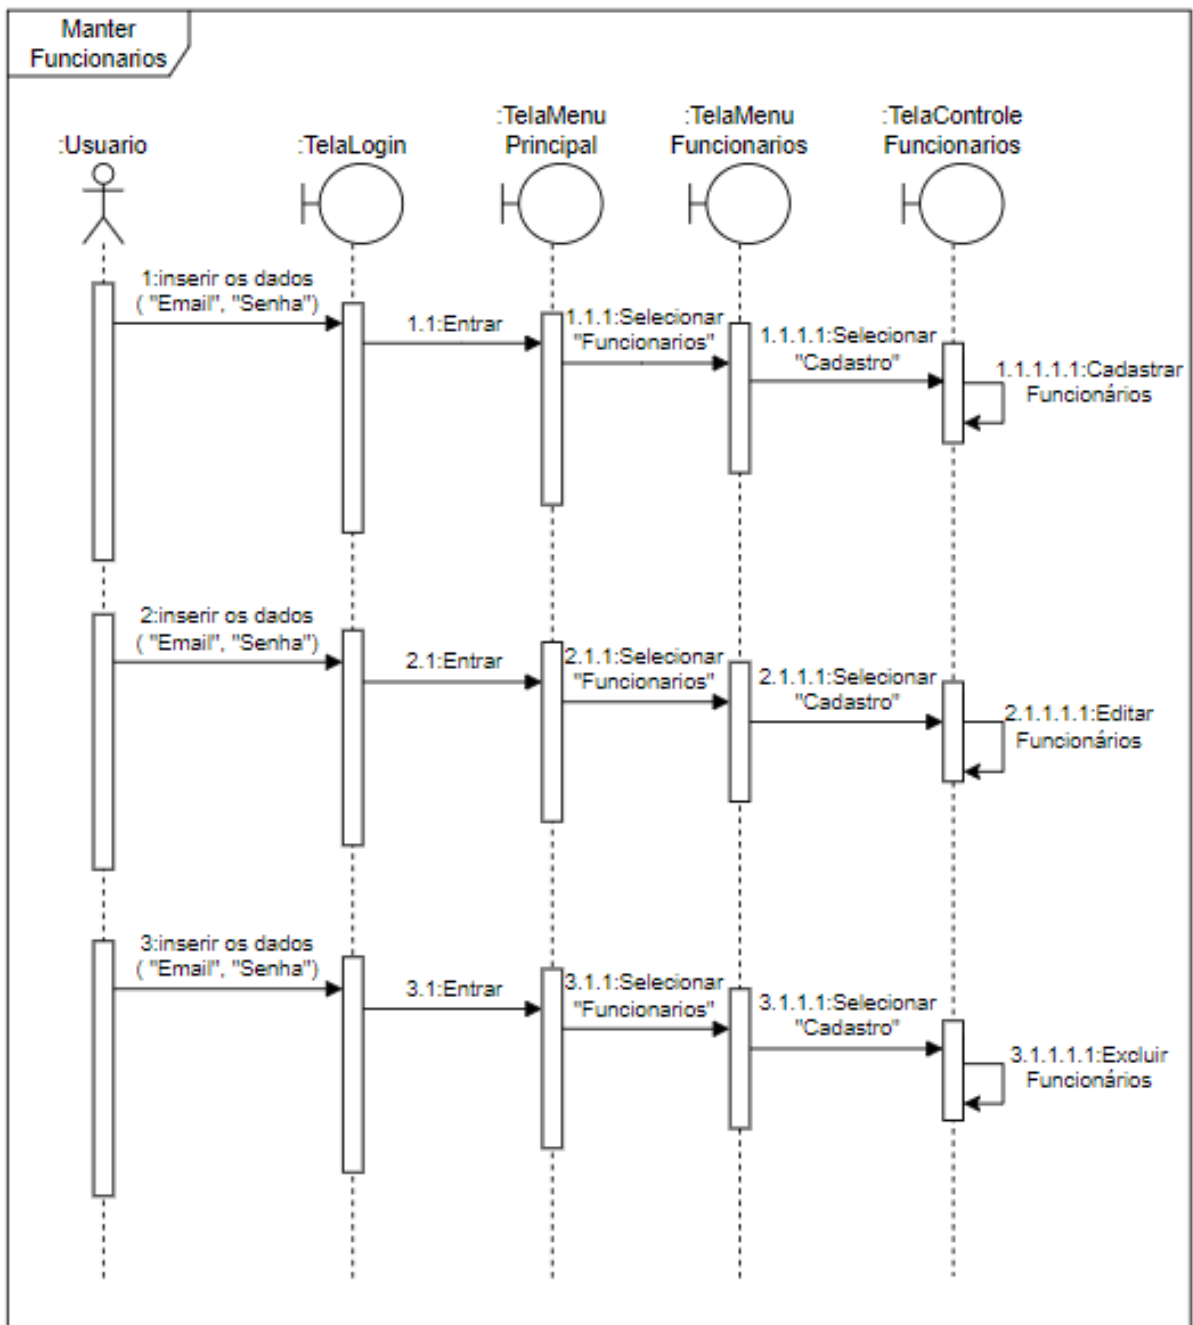 Manter
Funcionarios
:Usuario
:TelaLogin
:TelaMenu
Principal
:TelaMenu
Funcionarios
:TelaControle
Funcionarios
1:inserir os dados
( "Email", "Senha")
1.1:Entrar
1.1.1:Selecionar
"Funcionarios"
1.1.1.1:Selecionar
"Cadastro"
1.1.1.1.1:Cadastrar
Funcionários
2:inserir os dados
( "Email", "Senha")
2.1:Entrar
2.1.1:Selecionar
"Funcionarios"
2.1.1.1:Selecionar
"Cadastro"
2.1.1.1.1:Editar
Funcionários
3:inserir os dados
( "Email", "Senha")
3.1:Entrar
3.1.1:Selecionar
"Funcionarios"
3.1.1.1:Selecionar
"Cadastro"
3.1.1.1.1:Excluir
Funcionários